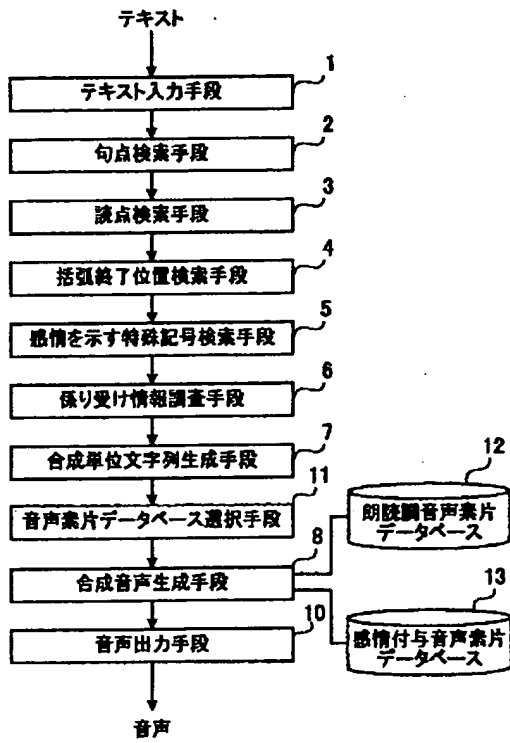 テキスト
1
テキスト入力手段
2
句点検索手段
3
読点検索手段
4
括弧終了位置検索手段
5
感情を示す特殊記号検索手段
6
係り受け情報調査手段
7
合成単位文字列生成手段
11
音声素片データベース選択手段
8
合成音声生成手段
10
音声出力手段
音声
12
朗読調音声素片
データベース
13
感情付与音声素片
データベース